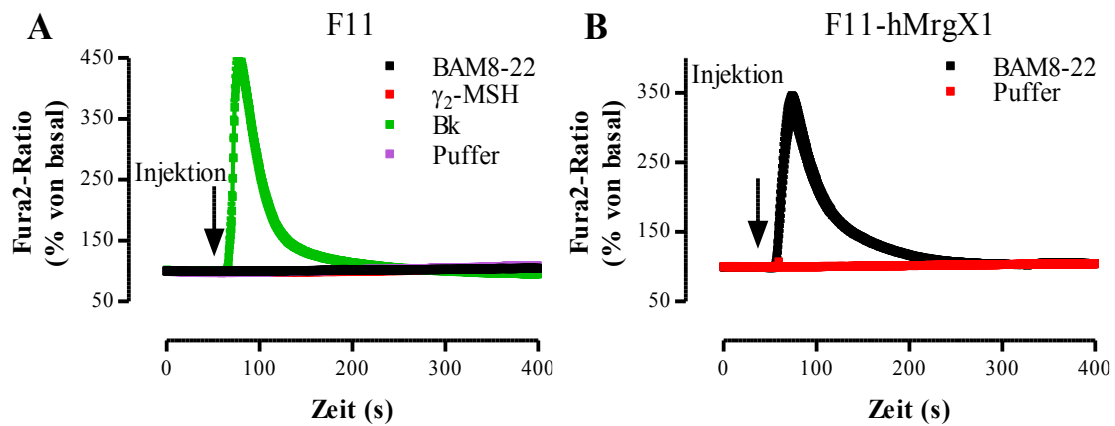 A
F11
450
350
250
150
50
Fura2-Ratio
(% von basal)
Injektion
BAM8-22
γ₂-MSH
Bk
Puffer
0
100
200
300
400
Zeit (s)
B
F11-hMrgX1
350
250
150
50
Fura2-Ratio
(% von basal)
Injektion
BAM8-22
Puffer
0
100
200
300
400
Zeit (s)